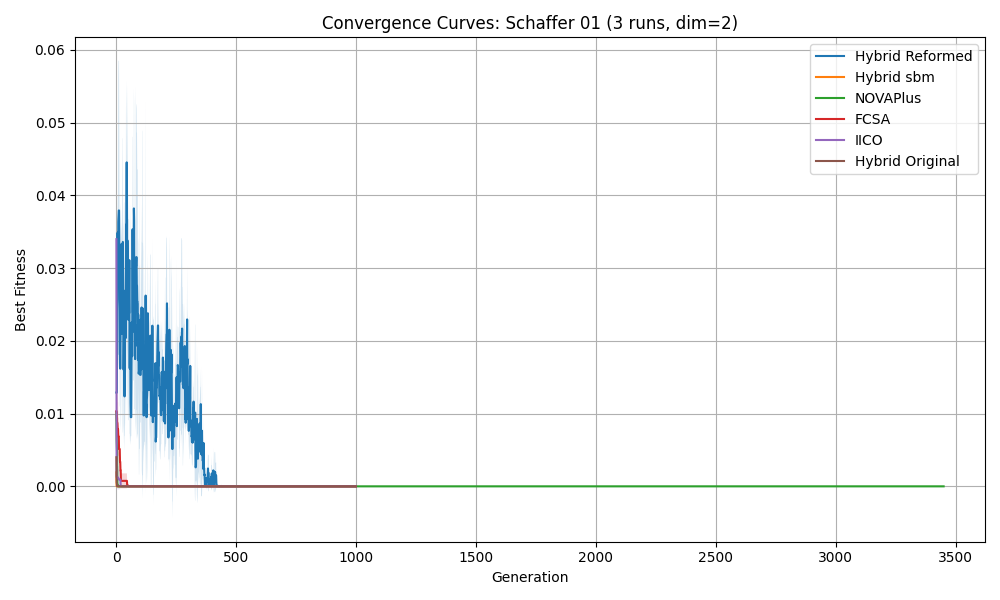 Convergence Curves: Schaffer 01 (3 runs, dim=2)
Hybrid Reformed
Hybrid sbm
NOVAPlus
FCSA
IICO
Hybrid Original
Best Fitness
0.06
0.05
0.04
0.03
0.02
0.01
0.00
0 500 1000 1500 2000 2500 3000 3500
Generation